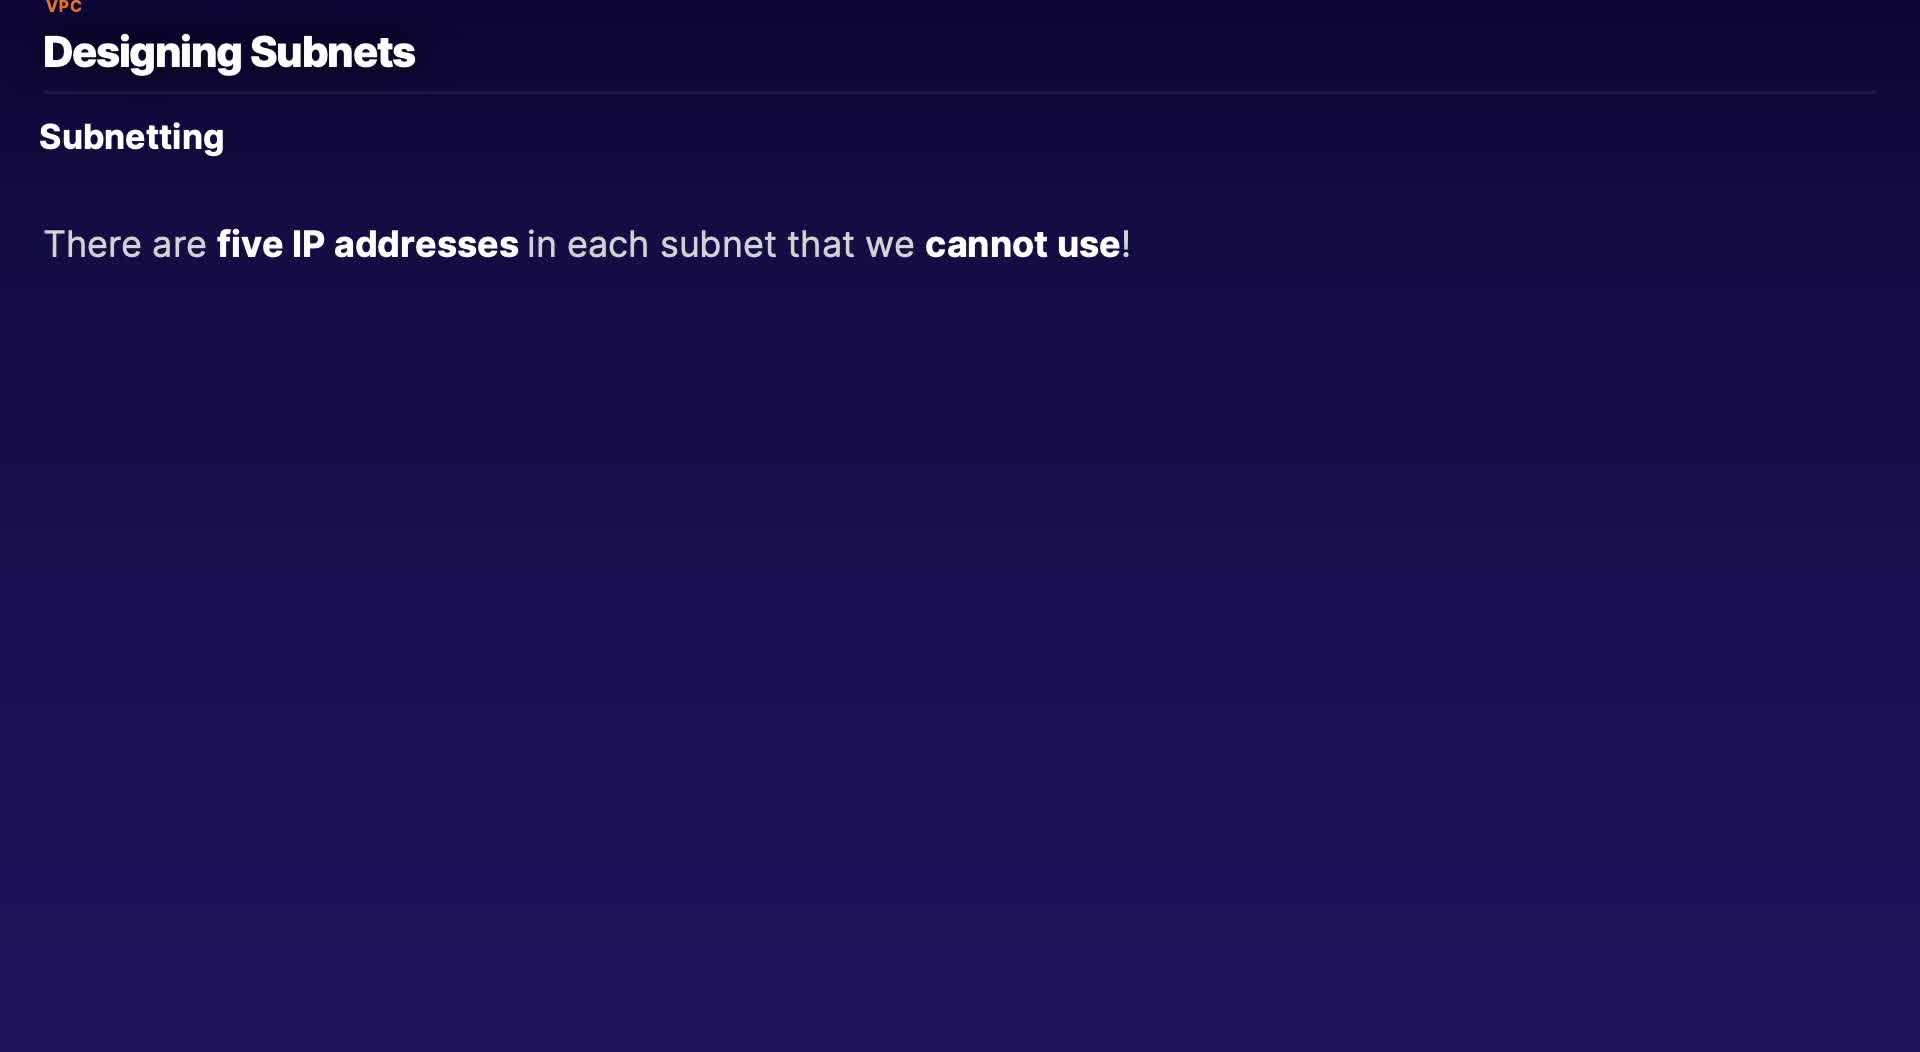 VPC
Designing Subnets
Subnetting
There are five IP addresses in each subnet that we cannot use!